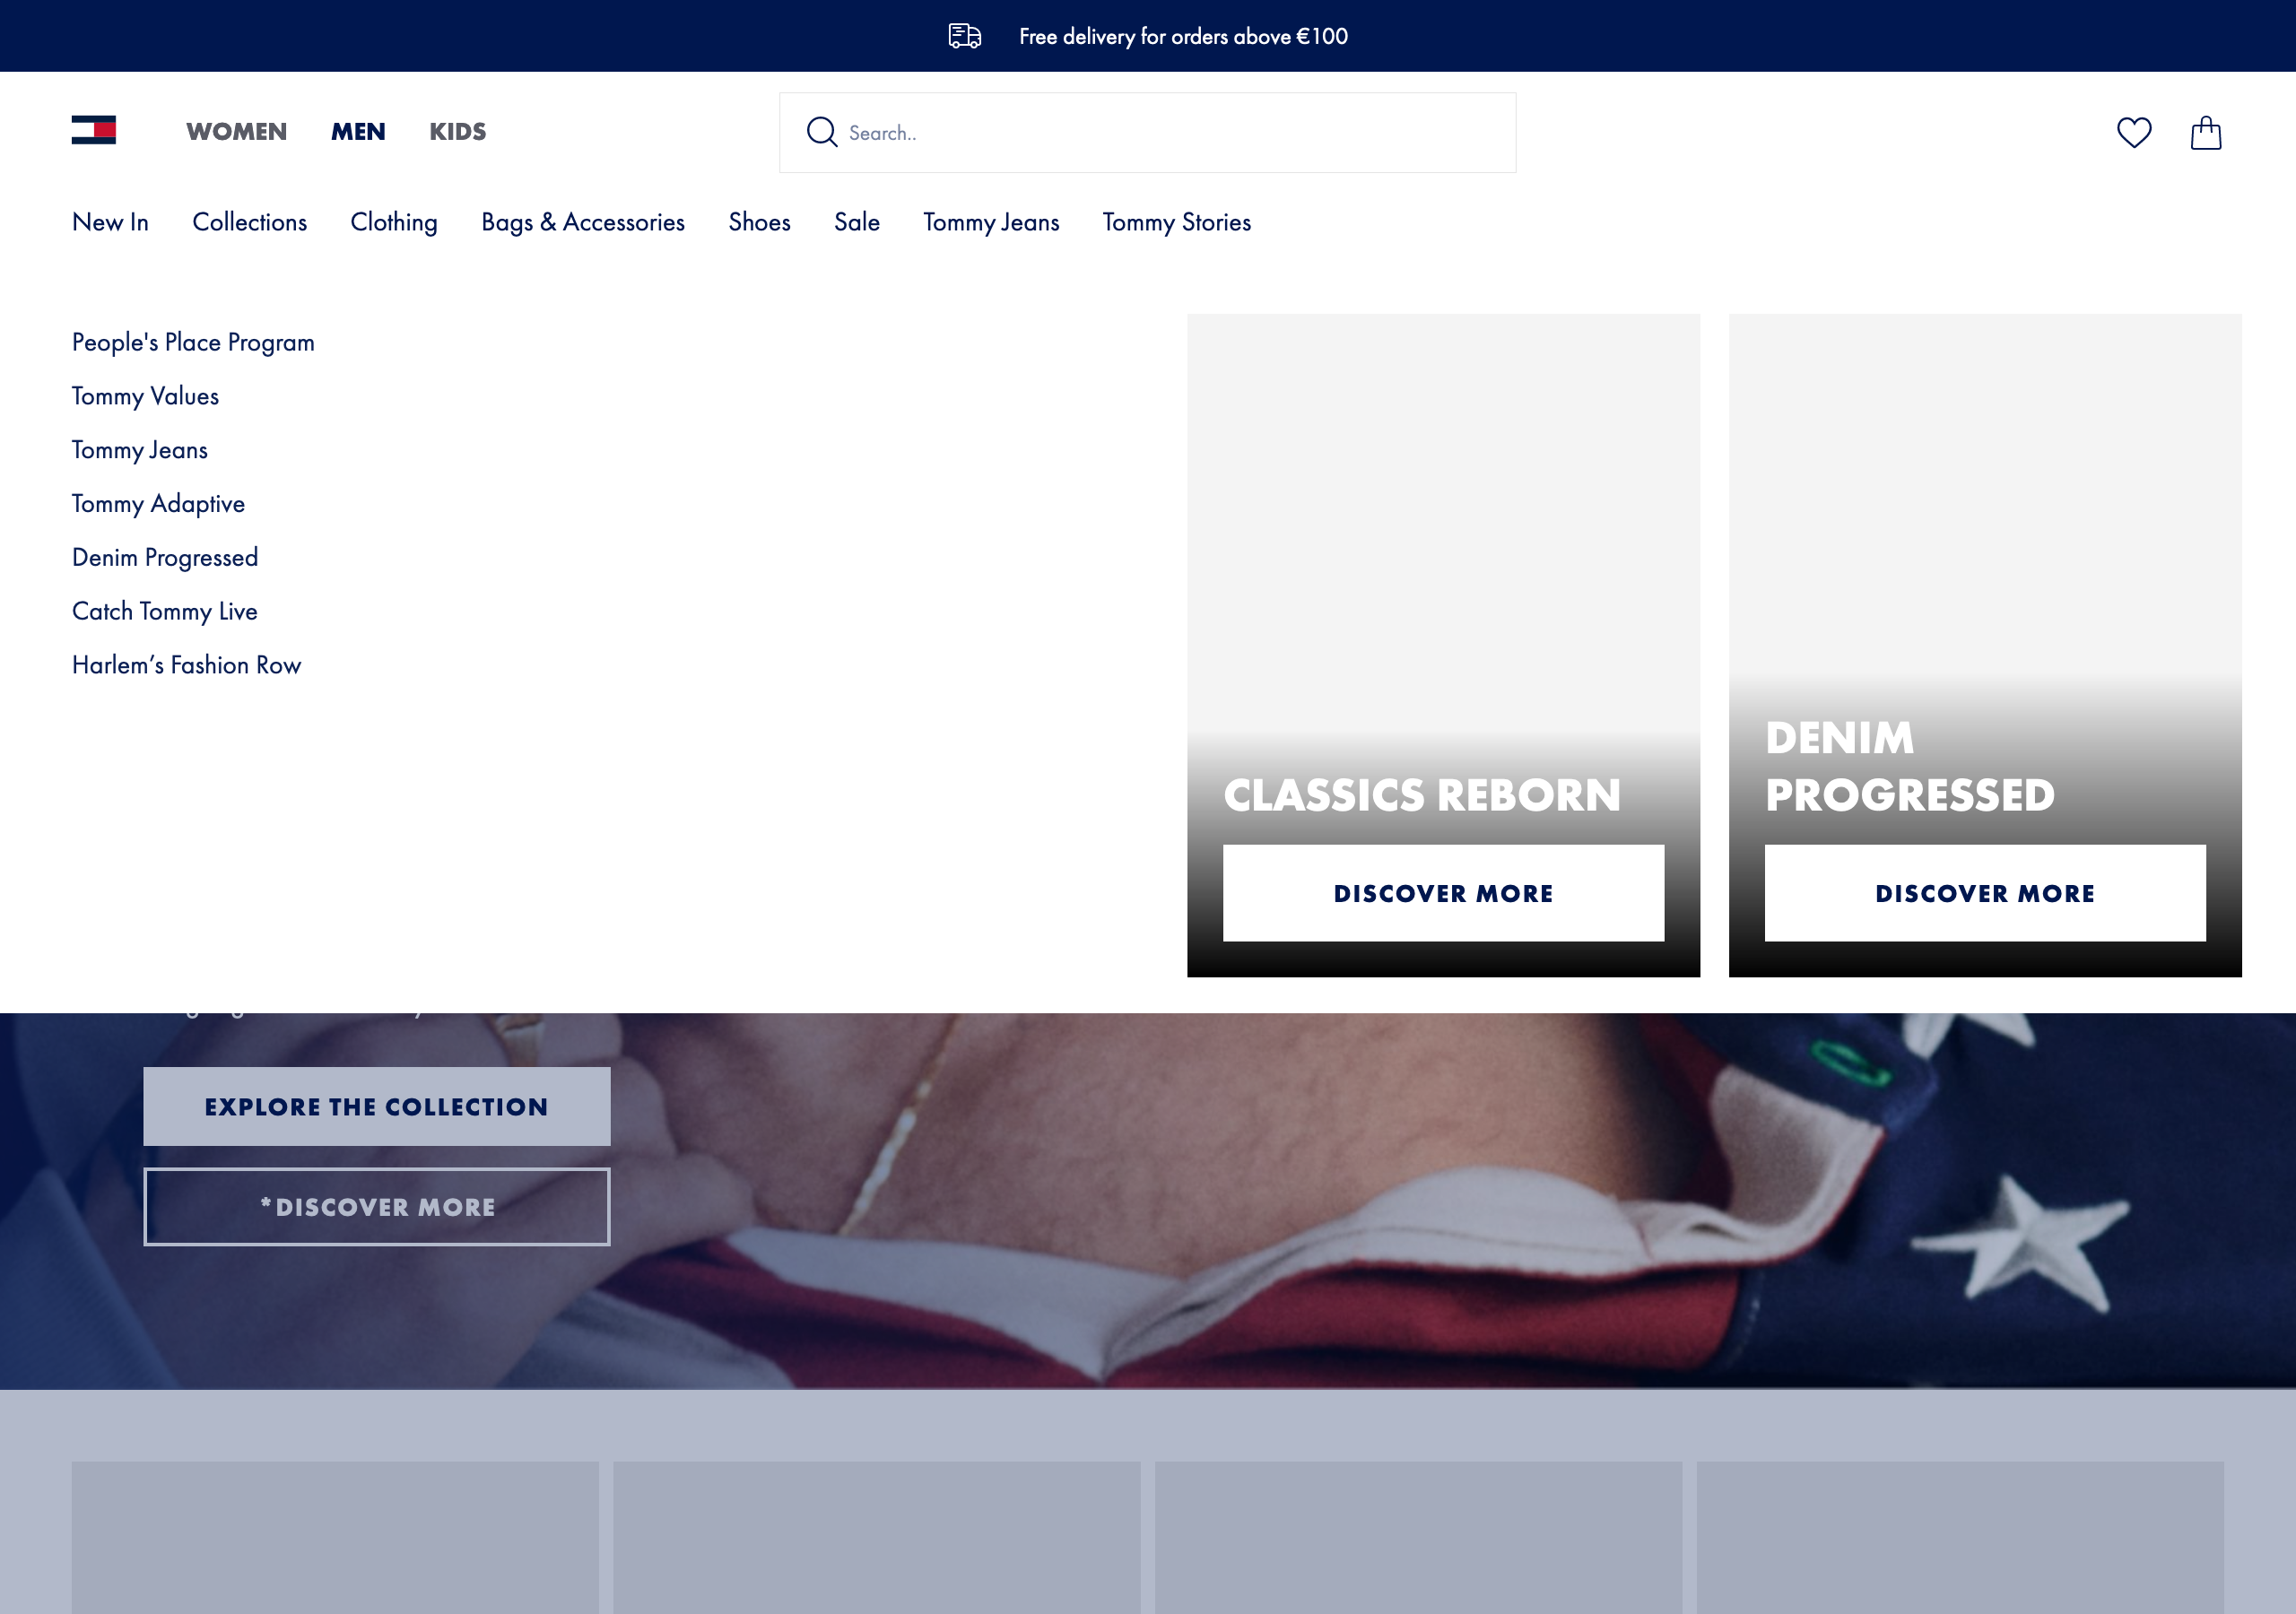 Free delivery for orders above €100
WOMEN MEN KIDS
Search..
New In Collections Clothing Bags & Accessories Shoes Sale Tommy Jeans Tommy Stories
People's Place Program
Tommy Values
Tommy Jeans
Tommy Adaptive
Denim Progressed
Catch Tommy Live
Harlem’s Fashion Row
CLASSICS REBORN
DISCOVER MORE
DENIM
PROGRESSED
DISCOVER MORE
EXPLORE THE COLLECTION
*DISCOVER MORE